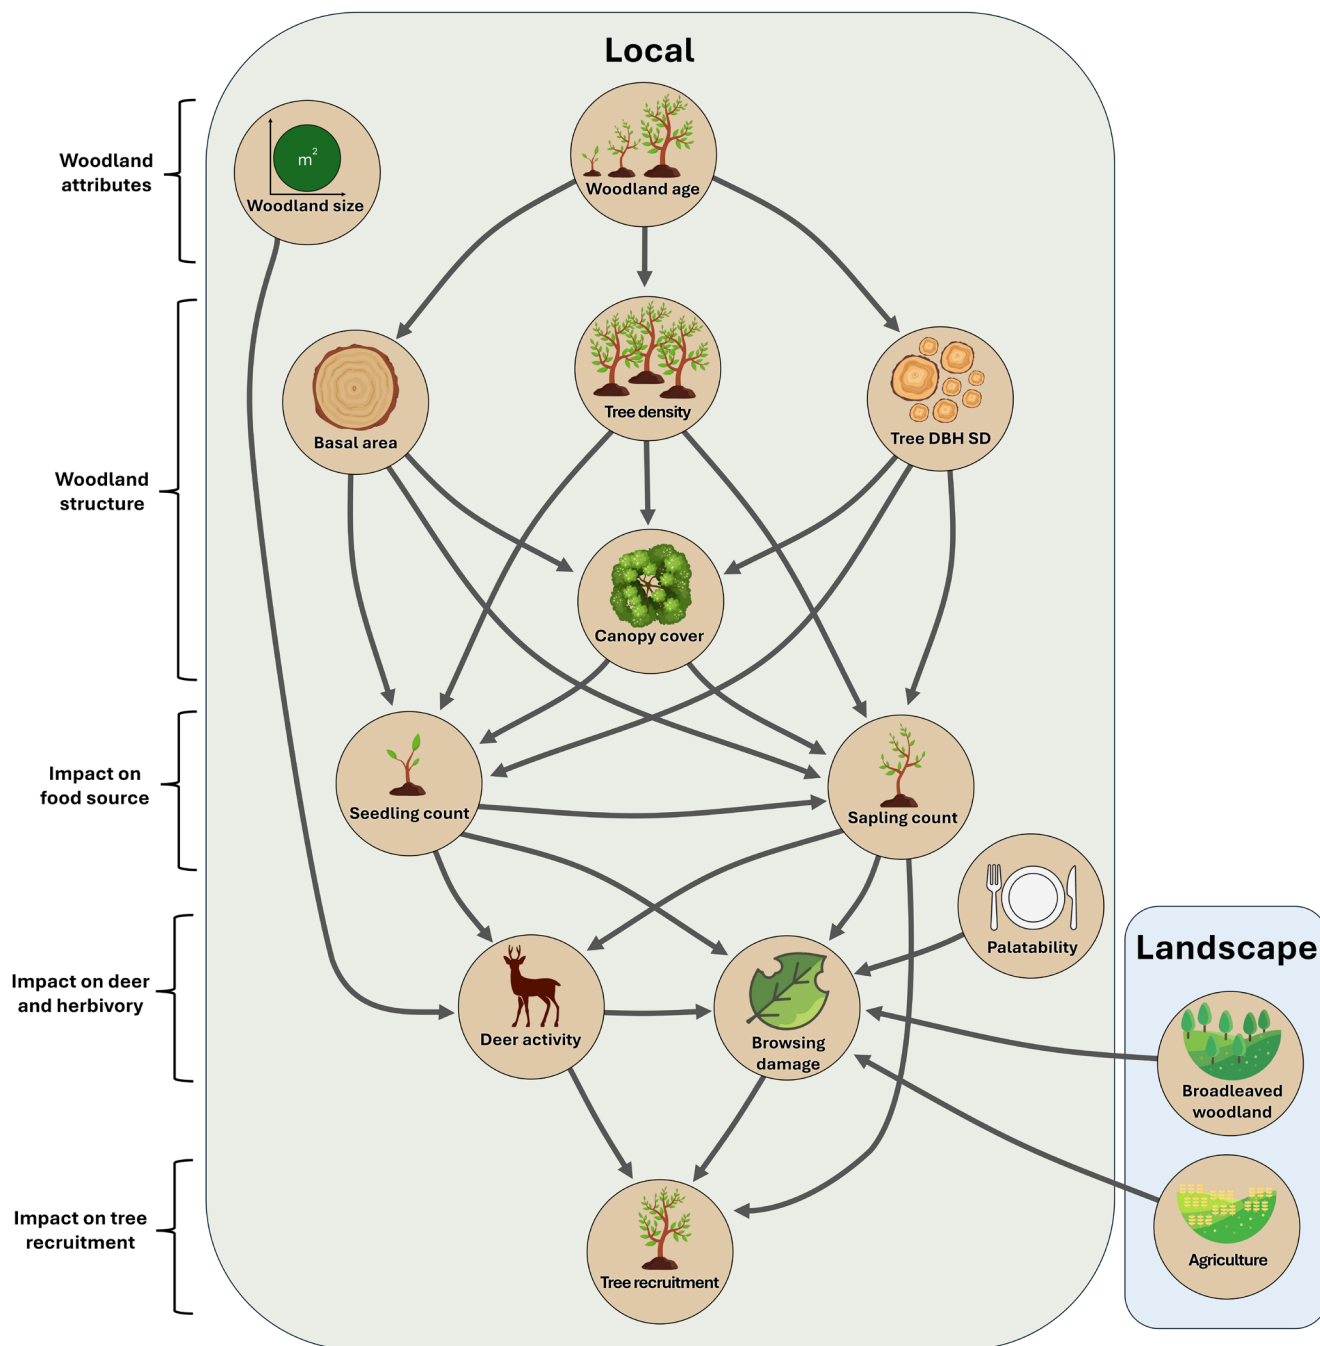 Local
Woodland
attributes
m²
Woodland size
Woodland age
Woodland
structure
Basal area
Tree density
Tree DBH SD
Canopy cover
Impact on
food source
Seedling count
Sapling count
Palatability
Landscape
Impact on deer
and herbivory
Deer activity
Browsing
damage
Broadleaved
woodland
Impact on tree
recruitment
Tree recruitment
Agriculture